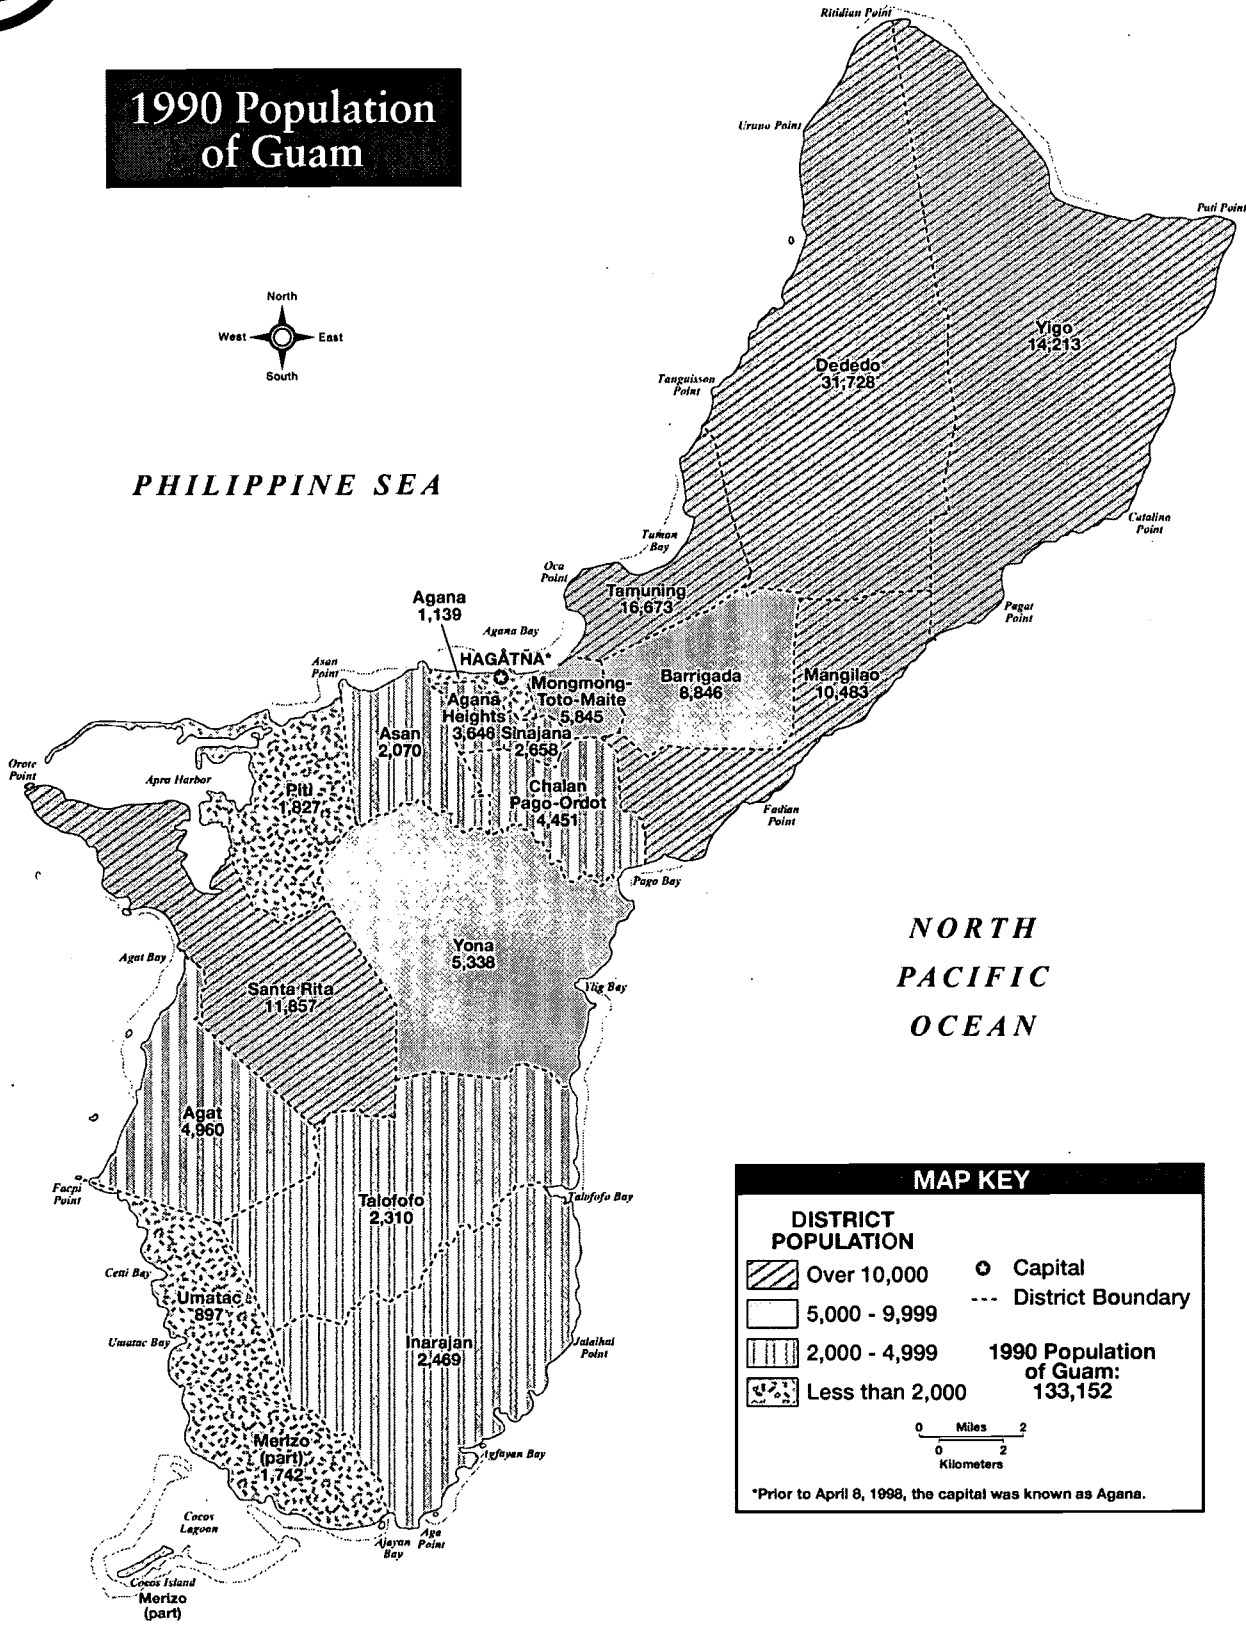 1990 Population
of Guam
North
West
East
South
PHILIPPINE SEA
NORTH
PACIFIC
OCEAN
Ritidian Point
Uruno Point
Pati Point
Yigo
14,213
Dededo
31,728
Tanguisson
Point
Catalina
Point
Tumon
Bay
Oca
Point
Tamuning
16,673
Pagat
Point
Agana
1,139
Agana Bay
HAGÅTÑA*
Asan
Point
Mongmong-
Toto-Maite
5,845
Barrigada
8,846
Mangilao
10,483
Agana
Heights
3,646
Sinajana
2,658
Asan
2,070
Orote
Point
Apra Harbor
Piti
1,827
Chalan
Pago-Ordot
4,451
Fadian
Point
Pago Bay
Agat Bay
Yona
5,338
Santa Rita
11,857
Ylig Bay
Agat
4,960
Facpi
Point
Talofofo
2,310
Talofofo Bay
Cetti Bay
Umatac
897
Umatac Bay
Inarajan
2,469
Jalaihai
Point
Merizo
(part)
1,742
Agfayan Bay
Cocos
Lagoon
Ajayan
Bay
Aga
Point
Cocos Island
Merizo
(part)
MAP KEY
DISTRICT
POPULATION
Over 10,000
5,000 - 9,999
2,000 - 4,999
Less than 2,000
Capital
District Boundary
1990 Population
of Guam:
133,152
0 Miles 2
0 2
Kilometers
*Prior to April 8, 1998, the capital was known as Agana.